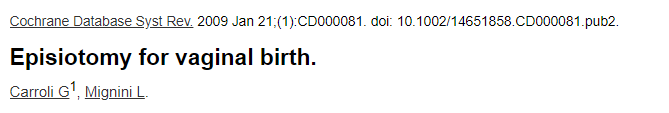 Cochrane Database Syst Rev. 2009 Jan 21;(1):CD000081. doi: 10.1002/14651858.CD000081.pub2.
Episiotomy for vaginal birth.
Carroli G1, Mignini L.